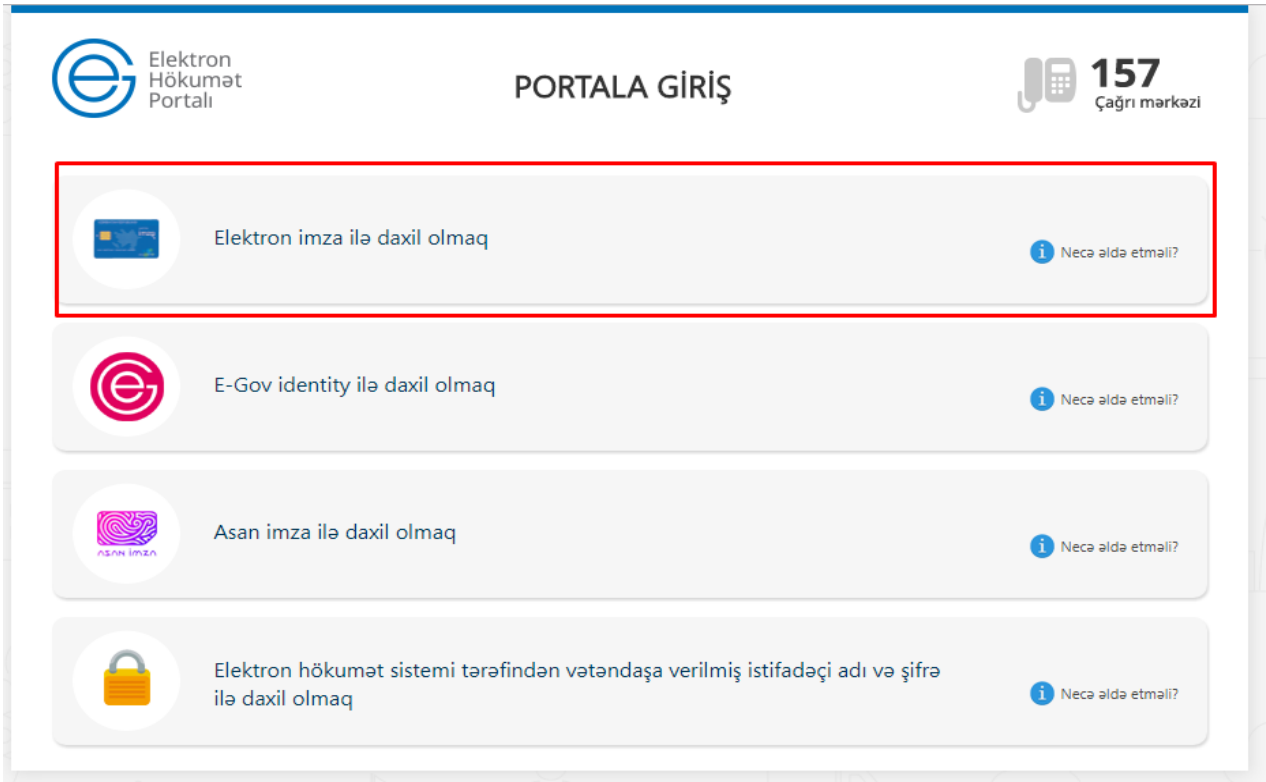 Elektron
Hökumət
Portalı
PORTALA GİRİŞ
157
Çağrı mərkəzi
Elektron imza ilə daxil olmaq
Necə əldə etməli?
E-Gov identity ilə daxil olmaq
Necə əldə etməli?
ASAN İMZA
Asan imza ilə daxil olmaq
Necə əldə etməli?
Elektron hökumət sistemi tərəfindən vətəndaşa verilmiş istifadəçi adı və şifrə
ilə daxil olmaq
Necə əldə etməli?